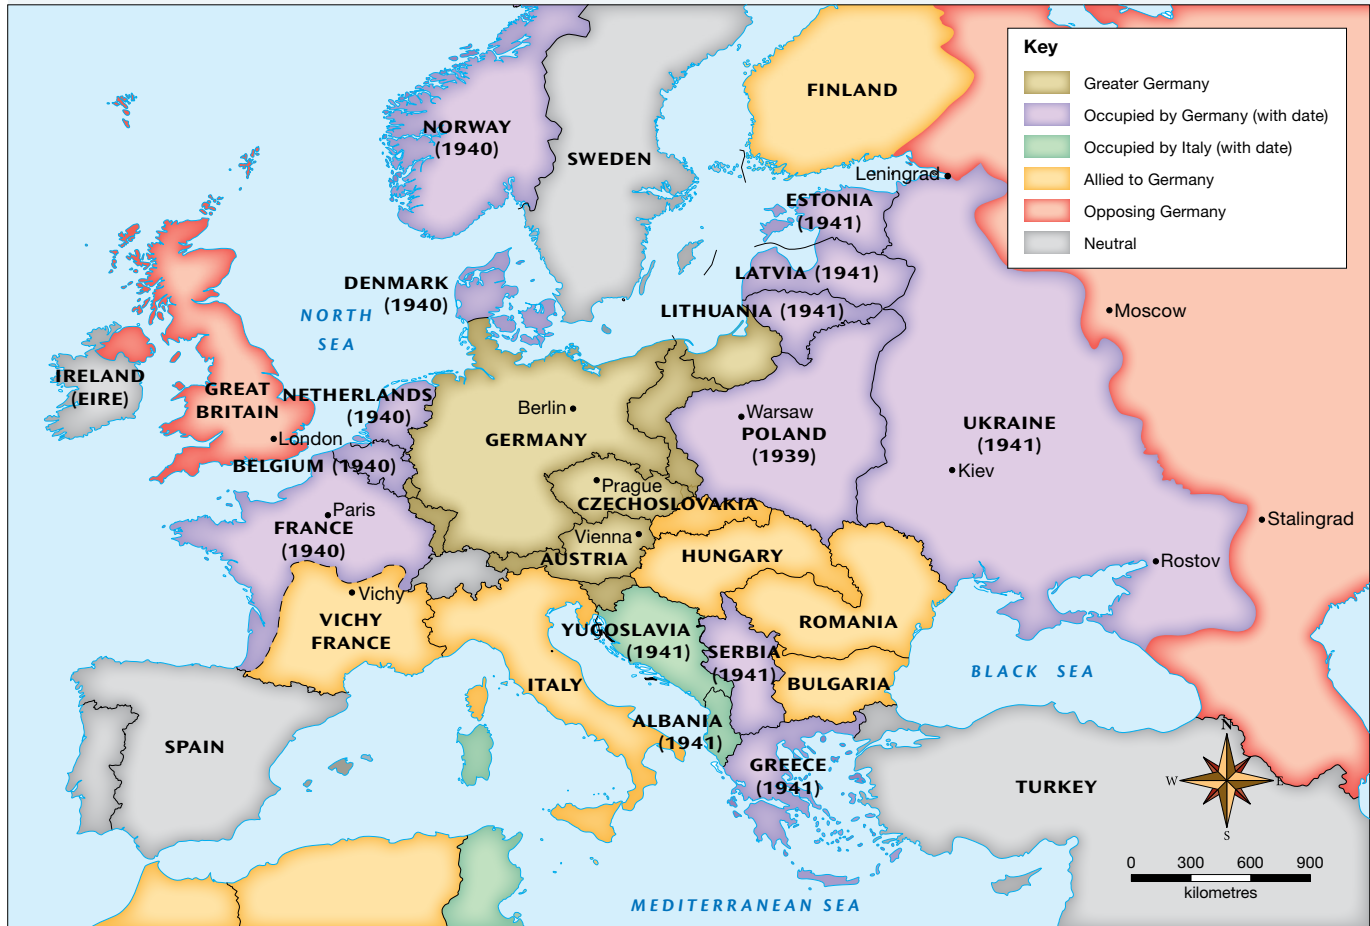 Key
Greater Germany
Occupied by Germany (with date)
Occupied by Italy (with date)
Allied to Germany
Opposing Germany
Neutral
FINLAND
NORWAY
(1940)
SWEDEN
Leningrad
ESTONIA
(1941)
LATVIA (1941)
LITHUANIA (1941)
DENMARK
(1940)
NORTH
SEA
Moscow
IRELAND
(EIRE)
GREAT
BRITAIN
London
NETHERLANDS
(1940)
BELGIUM (1940)
Berlin
GERMANY
Warsaw
POLAND
(1939)
UKRAINE
(1941)
Kiev
Prague
CZECHOSLOVAKIA
Paris
FRANCE
(1940)
Vienna
AUSTRIA
HUNGARY
Stalingrad
Rostov
Vichy
VICHY
FRANCE
ROMANIA
YUGOSLAVIA
(1941)
SERBIA
(1941)
BULGARIA
BLACK SEA
ITALY
ALBANIA
(1941)
SPAIN
GREECE
(1941)
TURKEY
N
W
E
S
0 300 600 900
kilometres
MEDITERRANEAN SEA